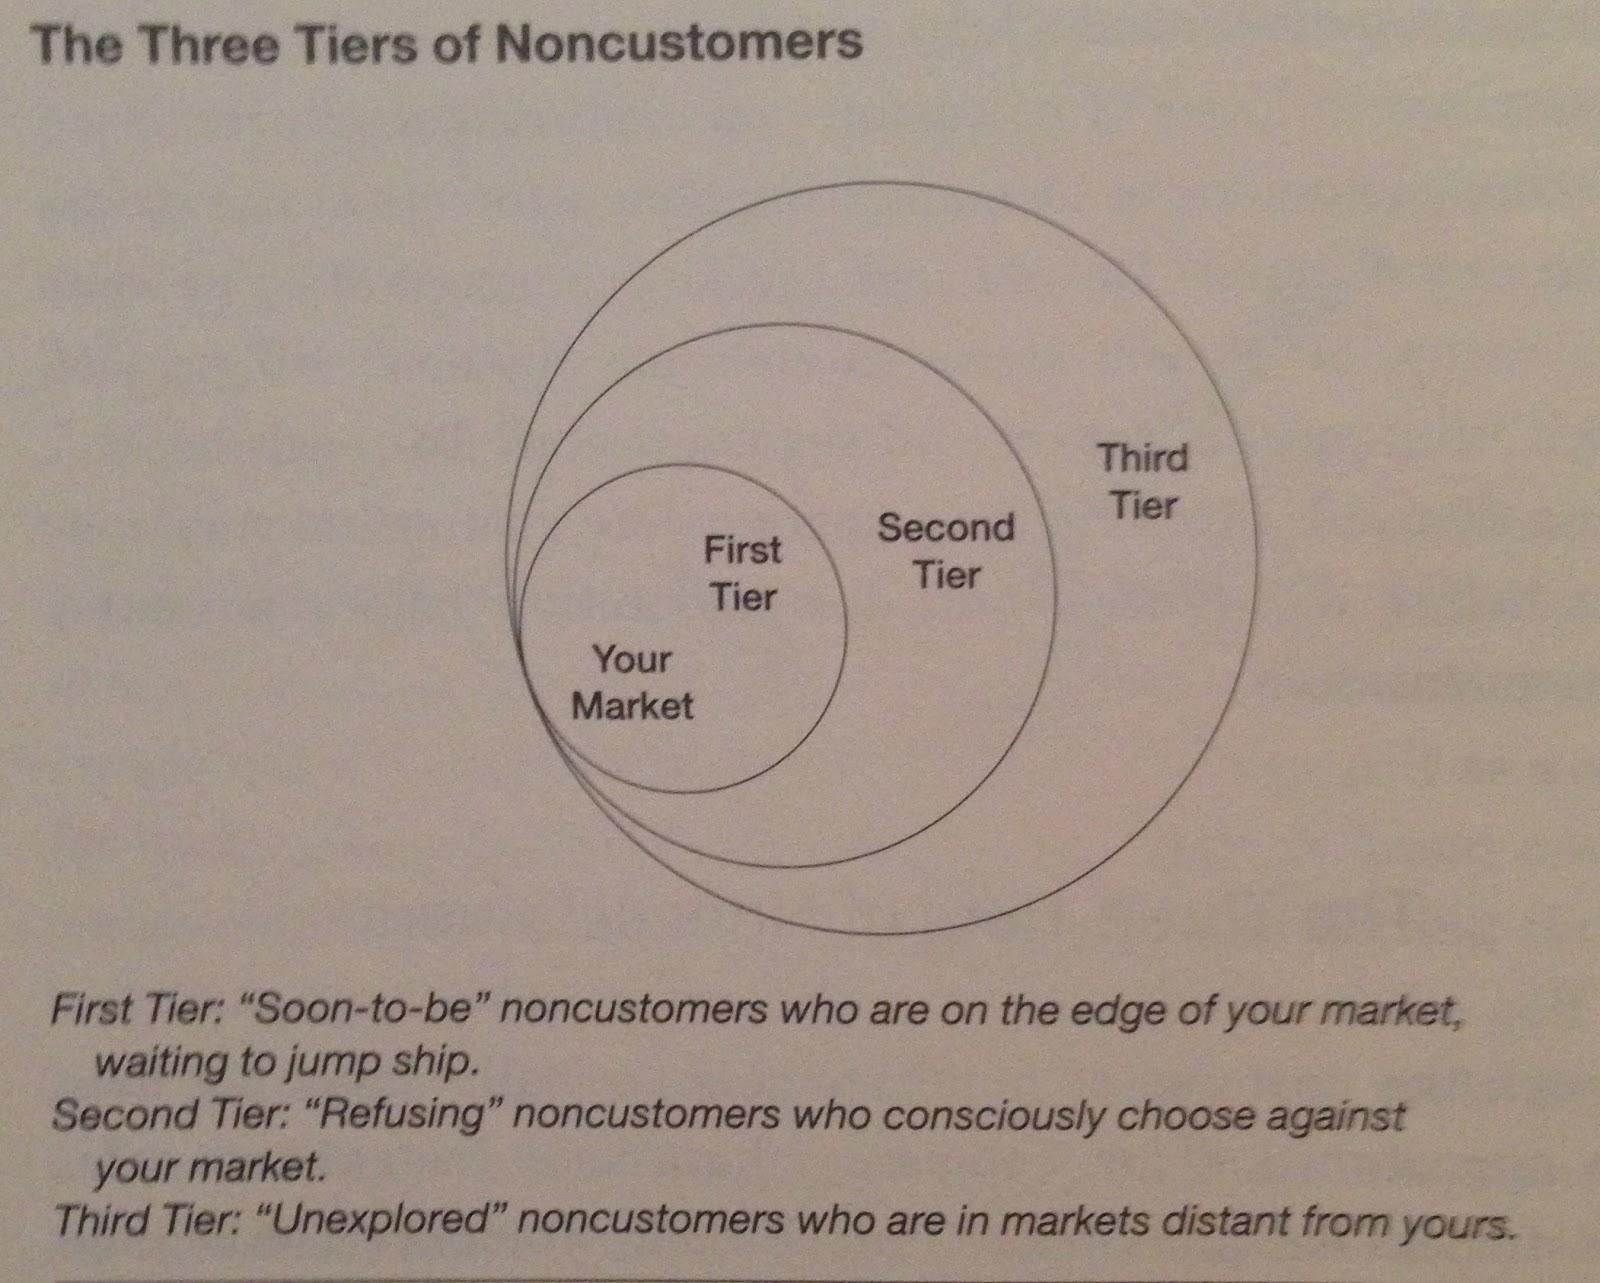 The Three Tiers of Noncustomers
Third
Tier
Second
Tier
First
Tier
Your
Market
First Tier: “Soon-to-be” noncustomers who are on the edge of your market,
waiting to jump ship.
Second Tier: “Refusing” noncustomers who consciously choose against
your market.
Third Tier: “Unexplored” noncustomers who are in markets distant from yours.